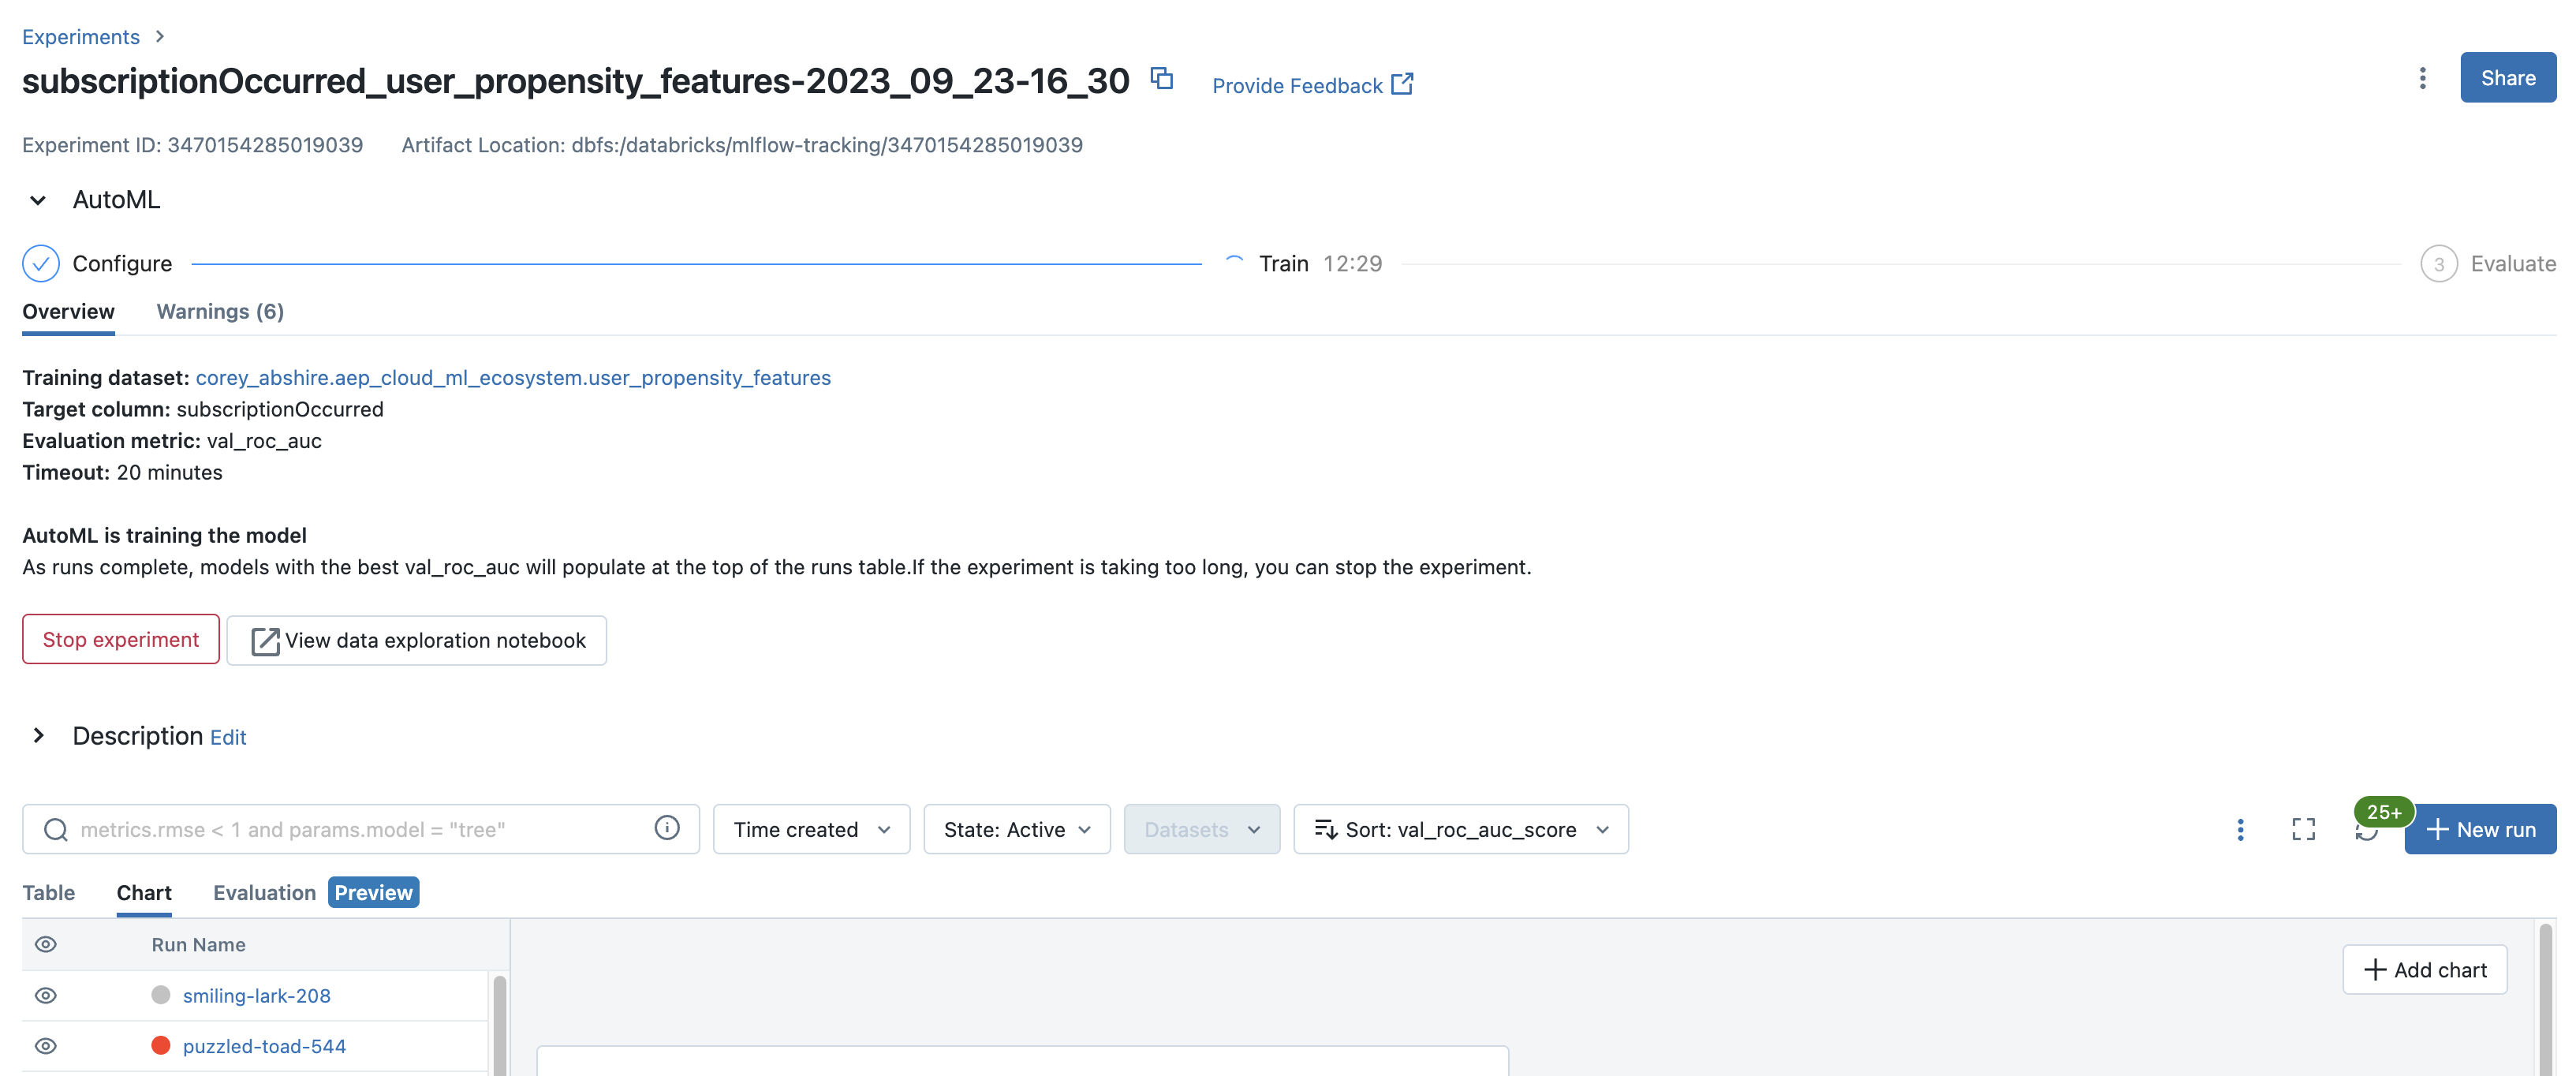 Experiments
subscriptionOccurred_user_propensity_features-2023_09_23-16_30 Provide Feedback Share
Experiment ID: 3470154285019039 Artifact Location: dbfs:/databricks/mlflow-tracking/3470154285019039
AutoML
Configure Train 12:29 3 Evaluate
Overview Warnings (6)
Training dataset: corey_abshire.aep_cloud_ml_ecosystem.user_propensity_features
Target column: subscriptionOccurred
Evaluation metric: val_roc_auc
Timeout: 20 minutes
AutoML is training the model
As runs complete, models with the best val_roc_auc will populate at the top of the runs table.If the experiment is taking too long, you can stop the experiment.
Stop experiment View data exploration notebook
Description Edit
metrics.rmse < 1 and params.model = "tree" Time created State: Active Datasets Sort: val_roc_auc_score 25+ New run
Table Chart Evaluation Preview
Run Name
Add chart
smiling-lark-208
puzzled-toad-544